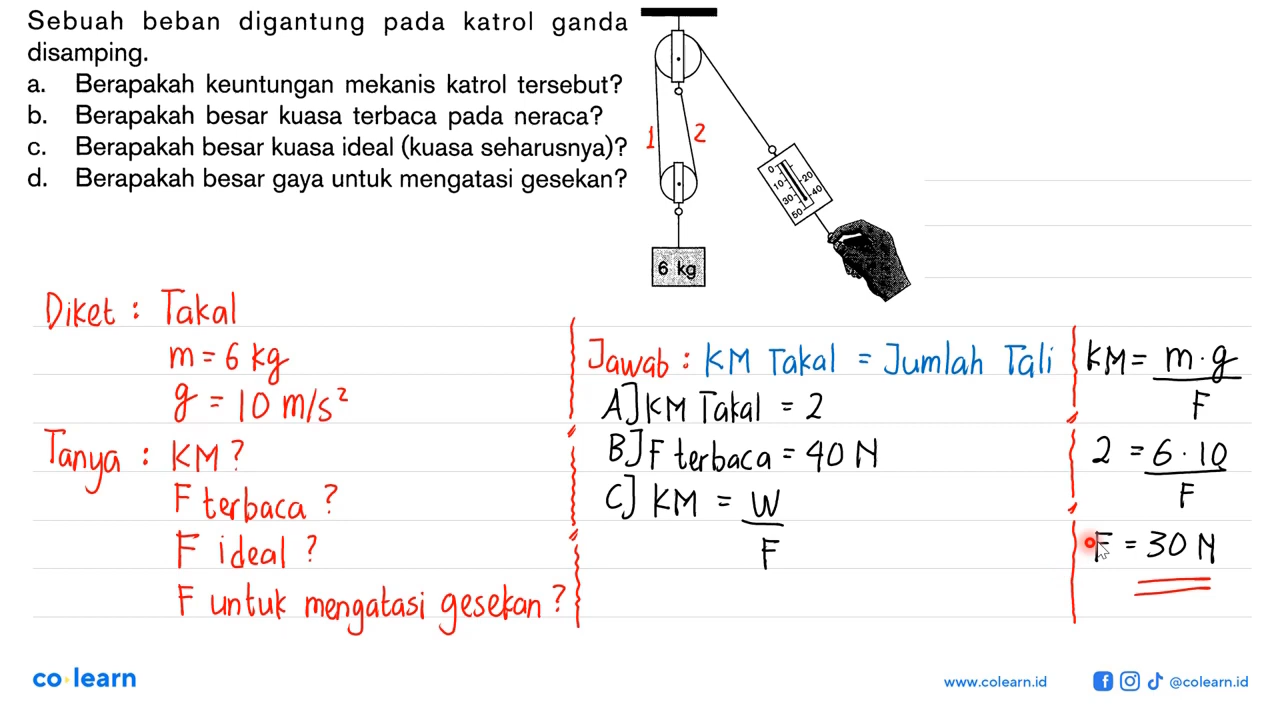 Sebuah beban digantung pada katrol ganda
disamping.
a. Berapakah keuntungan mekanis katrol tersebut?
b. Berapakah besar kuasa terbaca pada neraca?
c. Berapakah besar kuasa ideal (kuasa seharusnya)?
d. Berapakah besar gaya untuk mengatasi gesekan?
1
2
0
10
20
30
40
50
6 kg
Diket : Takal
m = 6 kg
g = 10 m/s²
Tanya : KM ?
F terbaca ?
F ideal ?
F untuk mengatasi gesekan ?
Jawab : KM Takal = Jumlah Tali
A] KM Takal = 2
B] F terbaca = 40 N
C] KM = W
F
KM = m . g
F
2 = 6 . 10
F
F = 30 N
co learn
www.colearn.id
@colearn.id